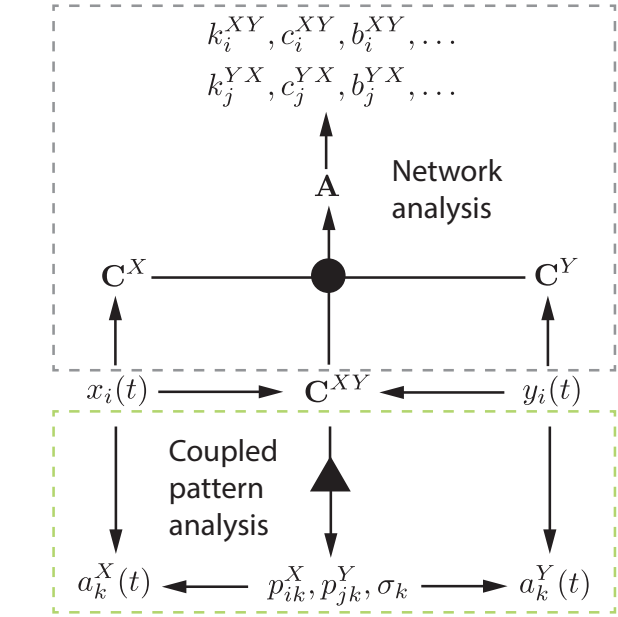 k_i^{XY}, c_i^{XY}, b_i^{XY}, ...
k_j^{YX}, c_j^{YX}, b_j^{YX}, ...
A
Network
analysis
C^X
C^Y
x_i(t)
C^{XY}
y_i(t)
Coupled
pattern
analysis
a_k^X(t)
p_{ik}^X, p_{jk}^Y, σ_k
a_k^Y(t)